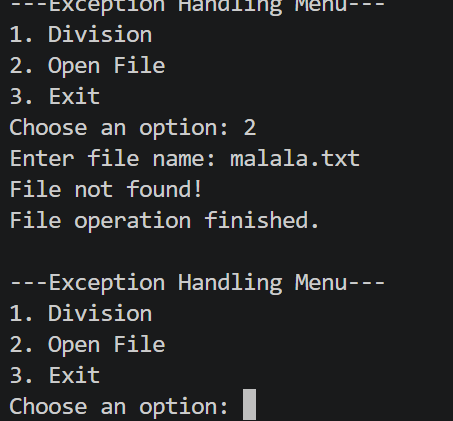 ---Exception Handling Menu---
1. Division
2. Open File
3. Exit
Choose an option: 2
Enter file name: malala.txt
File not found!
File operation finished.

---Exception Handling Menu---
1. Division
2. Open File
3. Exit
Choose an option: